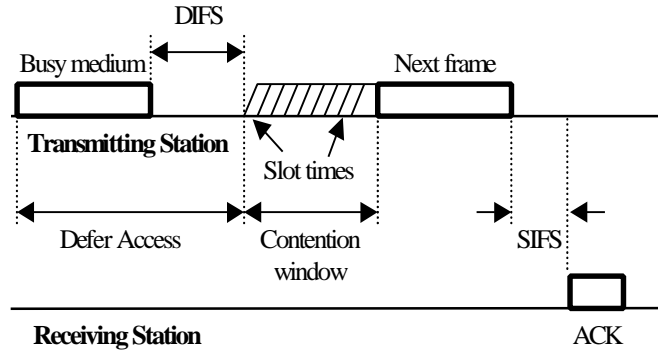 DIFS
Busy medium
Next frame
Transmitting Station
Slot times
Defer Access
Contention
window
SIFS
Receiving Station
ACK